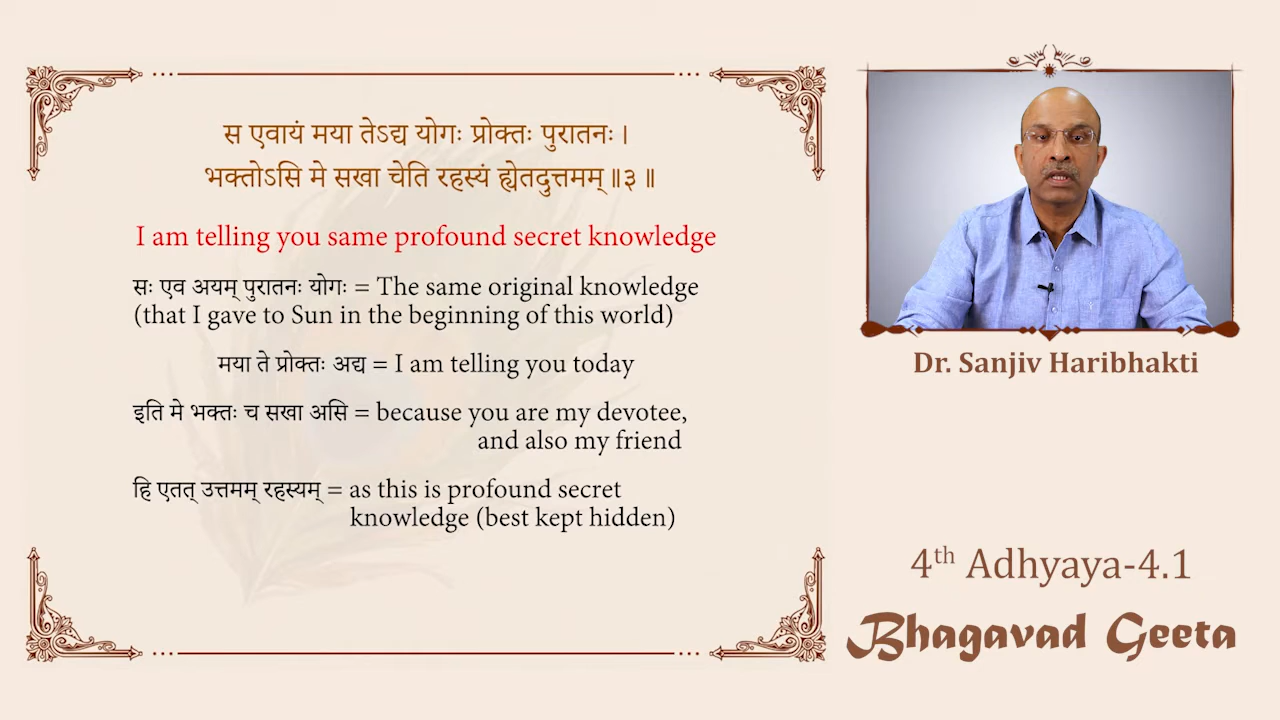 स एवायं मया तेऽद्य योगः प्रोक्तः पुरातनः ।
भक्तोऽसि मे सखा चेति रहस्यं ह्येतदुत्तमम् ॥३॥
I am telling you same profound secret knowledge
सः एव अयम् पुरातनः योगः = The same original knowledge
(that I gave to Sun in the beginning of this world)
मया ते प्रोक्तः अद्य = I am telling you today
इति मे भक्तः च सखा असि = because you are my devotee,
and also my friend
हि एतत् उत्तमम् रहस्यम् = as this is profound secret
knowledge (best kept hidden)
Dr. Sanjiv Haribhakti
4th Adhyaya-4.1
Bhagavad Geeta